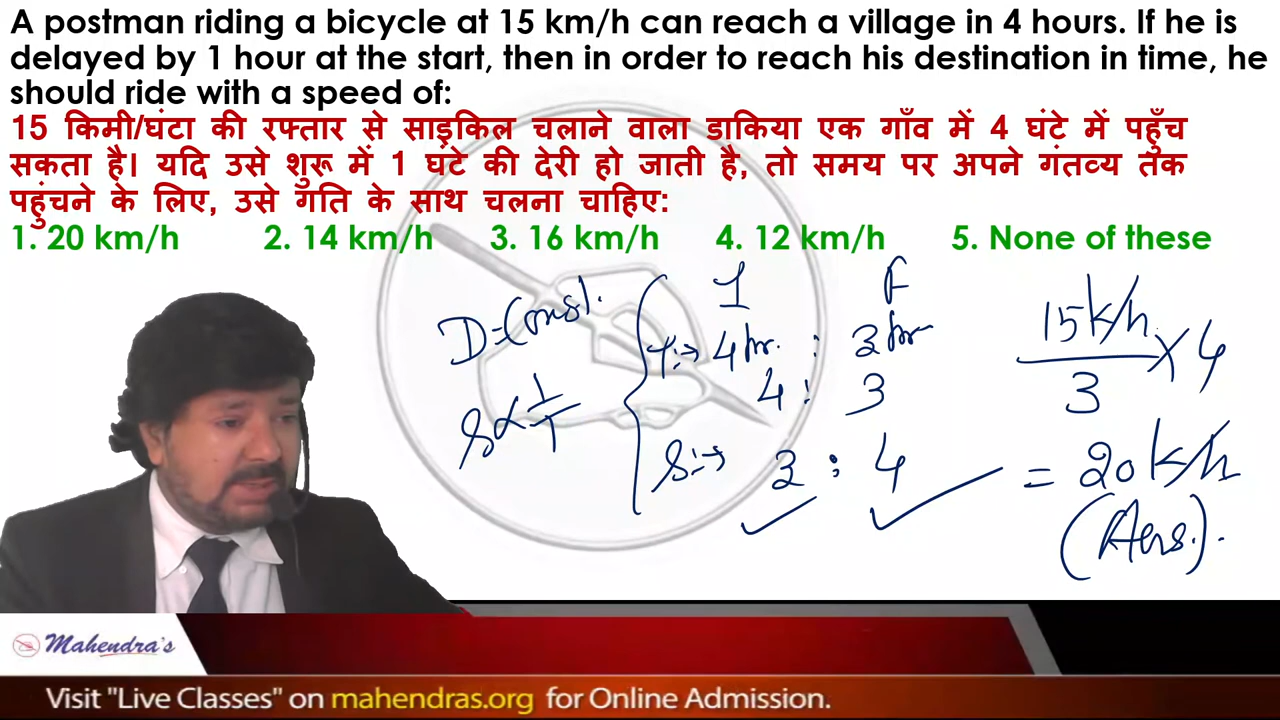 A postman riding a bicycle at 15 km/h can reach a village in 4 hours. If he is
delayed by 1 hour at the start, then in order to reach his destination in time, he
should ride with a speed of:
15 किमी/घंटा की रफ्तार से साइकिल चलाने वाला डाकिया एक गाँव में 4 घंटे में पहुँच
सकता है। यदि उसे शुरू में 1 घंटे की देरी हो जाती है, तो समय पर अपने गंतव्य तक
पहुंचने के लिए, उसे गति के साथ चलना चाहिए:
1. 20 km/h 2. 14 km/h 3. 16 km/h 4. 12 km/h 5. None of these
I F
D = Const.
T:→ 4 hr. : 3 hr
4 : 3
S ∝ 1/T
S:→ 3 : 4
15 k/h / 3 × 4
= 20 k/h
(Ans.).
Mahendra's
Visit "Live Classes" on mahendras.org for Online Admission.